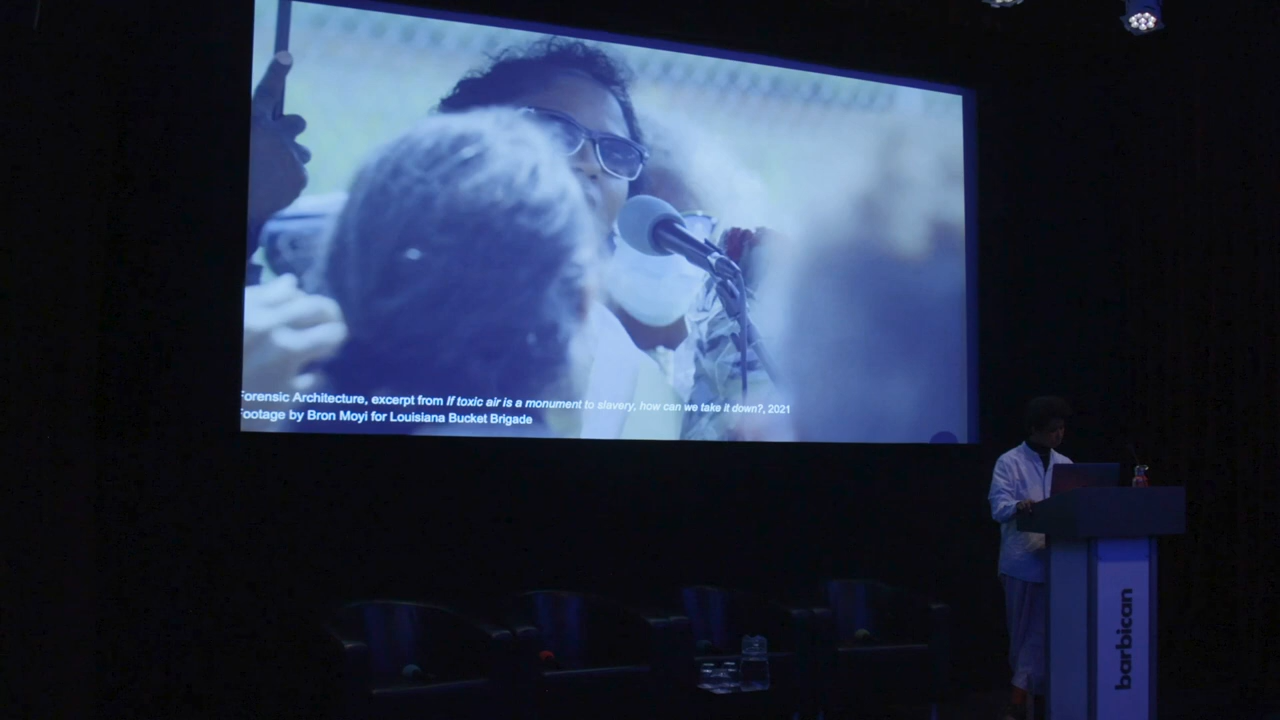 Forensic Architecture, excerpt from If toxic air is a monument to slavery, how can we take it down?, 2021
Footage by Bron Moyi for Louisiana Bucket Brigade
barbican